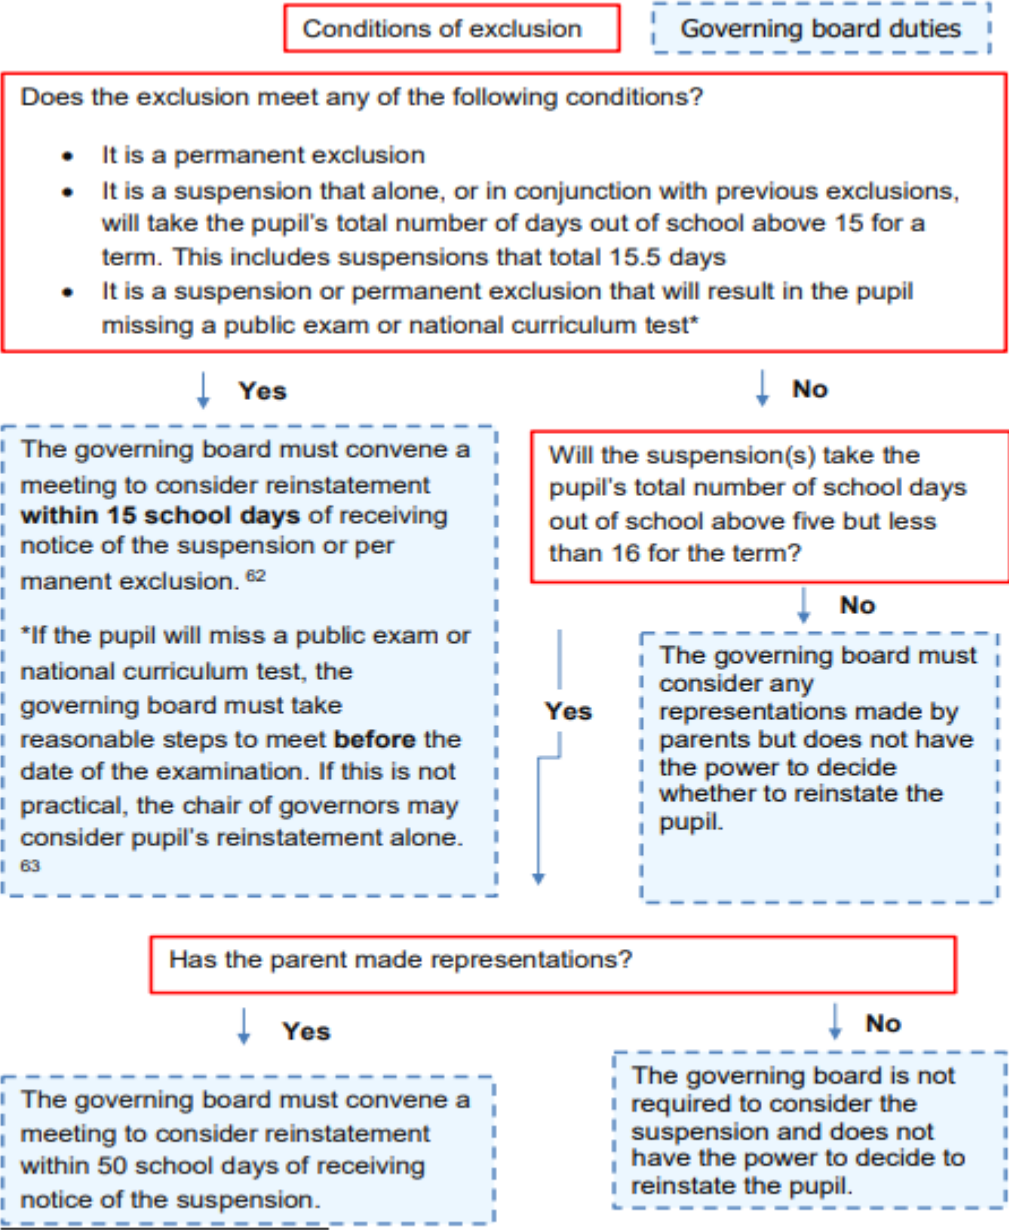 Conditions of exclusion
Governing board duties
Does the exclusion meet any of the following conditions?
• It is a permanent exclusion
• It is a suspension that alone, or in conjunction with previous exclusions,
will take the pupil's total number of days out of school above 15 for a
term. This includes suspensions that total 15.5 days
• It is a suspension or permanent exclusion that will result in the pupil
missing a public exam or national curriculum test*
Yes
No
The governing board must convene a
meeting to consider reinstatement
within 15 school days of receiving
notice of the suspension or per
manent exclusion. 62
*If the pupil will miss a public exam or
national curriculum test, the
governing board must take
reasonable steps to meet before the
date of the examination. If this is not
practical, the chair of governors may
consider pupil's reinstatement alone.
63
Will the suspension(s) take the
pupil's total number of school days
out of school above five but less
than 16 for the term?
No
Yes
The governing board must
consider any
representations made by
parents but does not have
the power to decide
whether to reinstate the
pupil.
Has the parent made representations?
Yes
No
The governing board must convene a
meeting to consider reinstatement
within 50 school days of receiving
notice of the suspension.
The governing board is not
required to consider the
suspension and does not
have the power to decide to
reinstate the pupil.